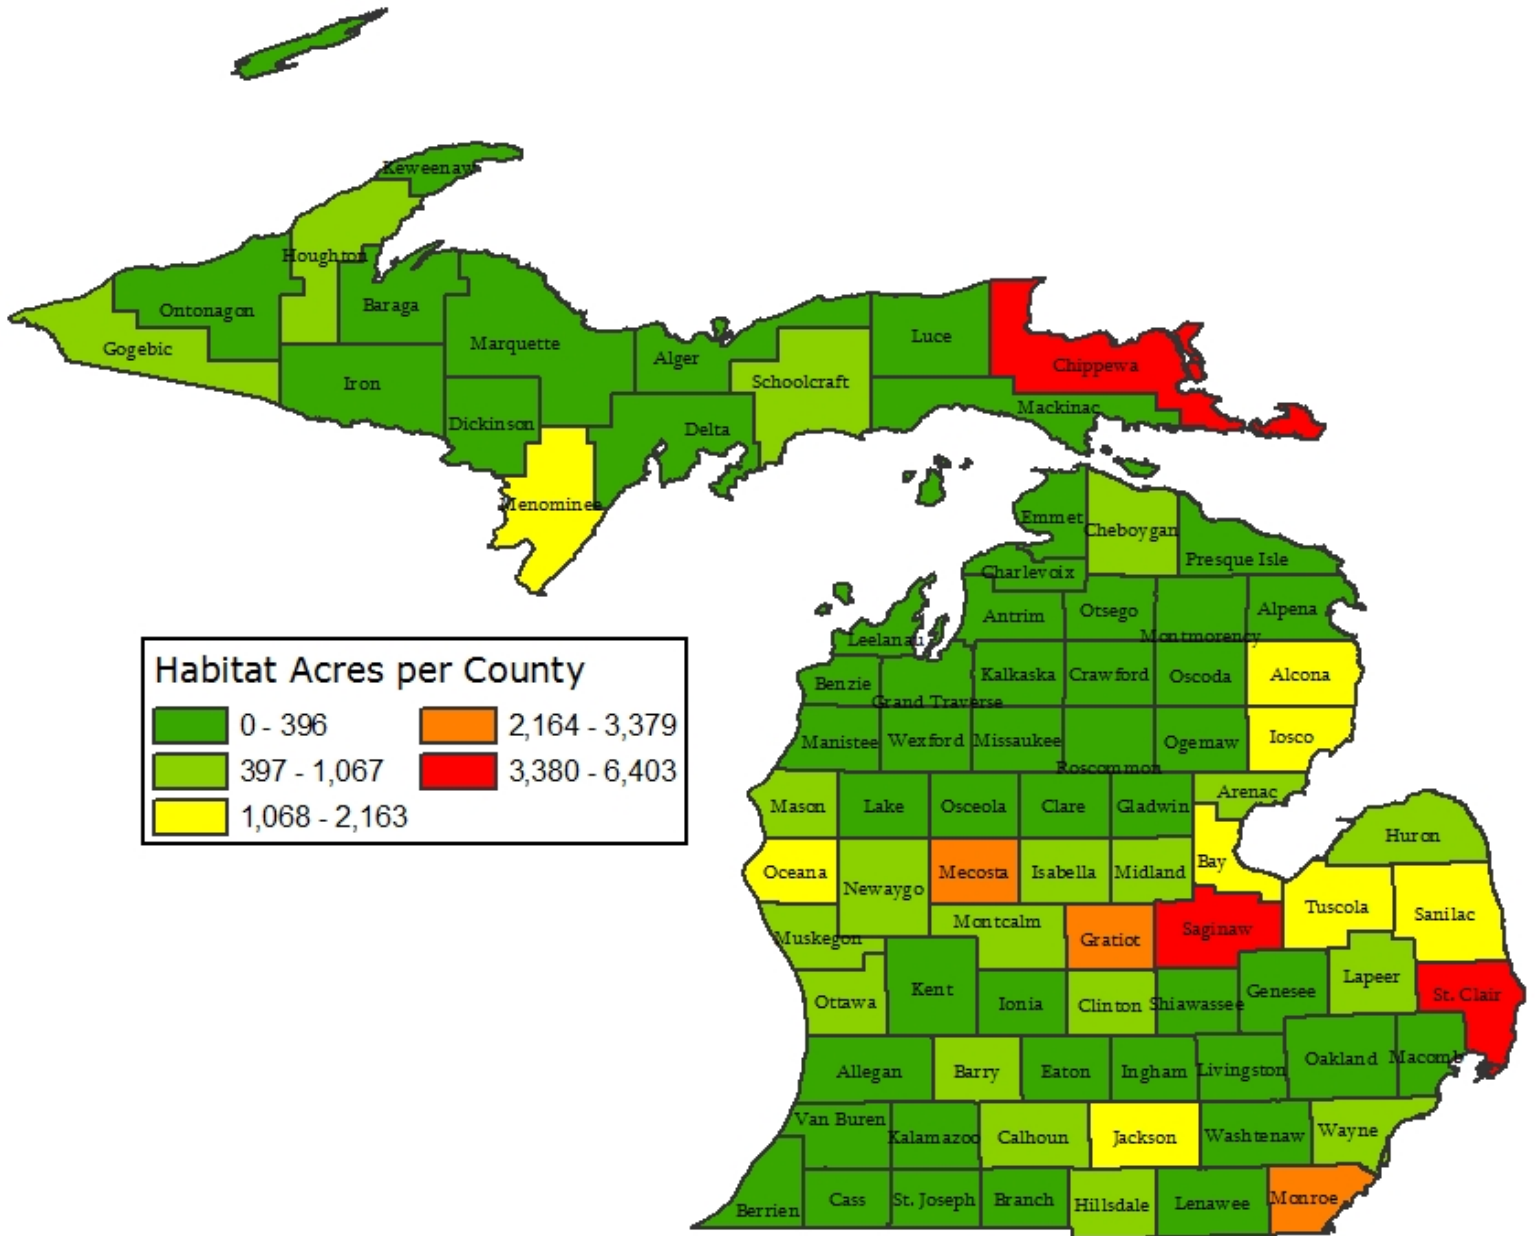 Keweenaw
Houghton
Ontonagon
Baraga
Gogebic
Marquette
Iron
Alger
Luce
Chippewa
Schoolcraft
Mackinac
Dickinson
Delta
Menominee
Emmet
Cheboygan
Presque Isle
Charlevoix
Antrim
Otsego
Alpena
Montmorency
Leelanau
Benzie
Kalkaska
Crawford
Oscoda
Alcona
Grand Traverse
Manistee
Wexford
Missaukee
Ogemaw
Iosco
Roscommon
Habitat Acres per County
0 - 396
2,164 - 3,379
397 - 1,067
3,380 - 6,403
1,068 - 2,163
Mason
Lake
Osceola
Clare
Gladwin
Arenac
Huron
Oceana
Newaygo
Mecosta
Isabella
Midland
Bay
Tuscola
Sanilac
Muskegon
Montcalm
Gratiot
Saginaw
Ottawa
Kent
Ionia
Clinton
Shiawassee
Genesee
Lapeer
St. Clair
Allegan
Barry
Eaton
Ingham
Livingston
Oakland
Macomb
Van Buren
Kalamazoo
Calhoun
Jackson
Washtenaw
Wayne
Berrien
Cass
St. Joseph
Branch
Hillsdale
Lenawee
Monroe